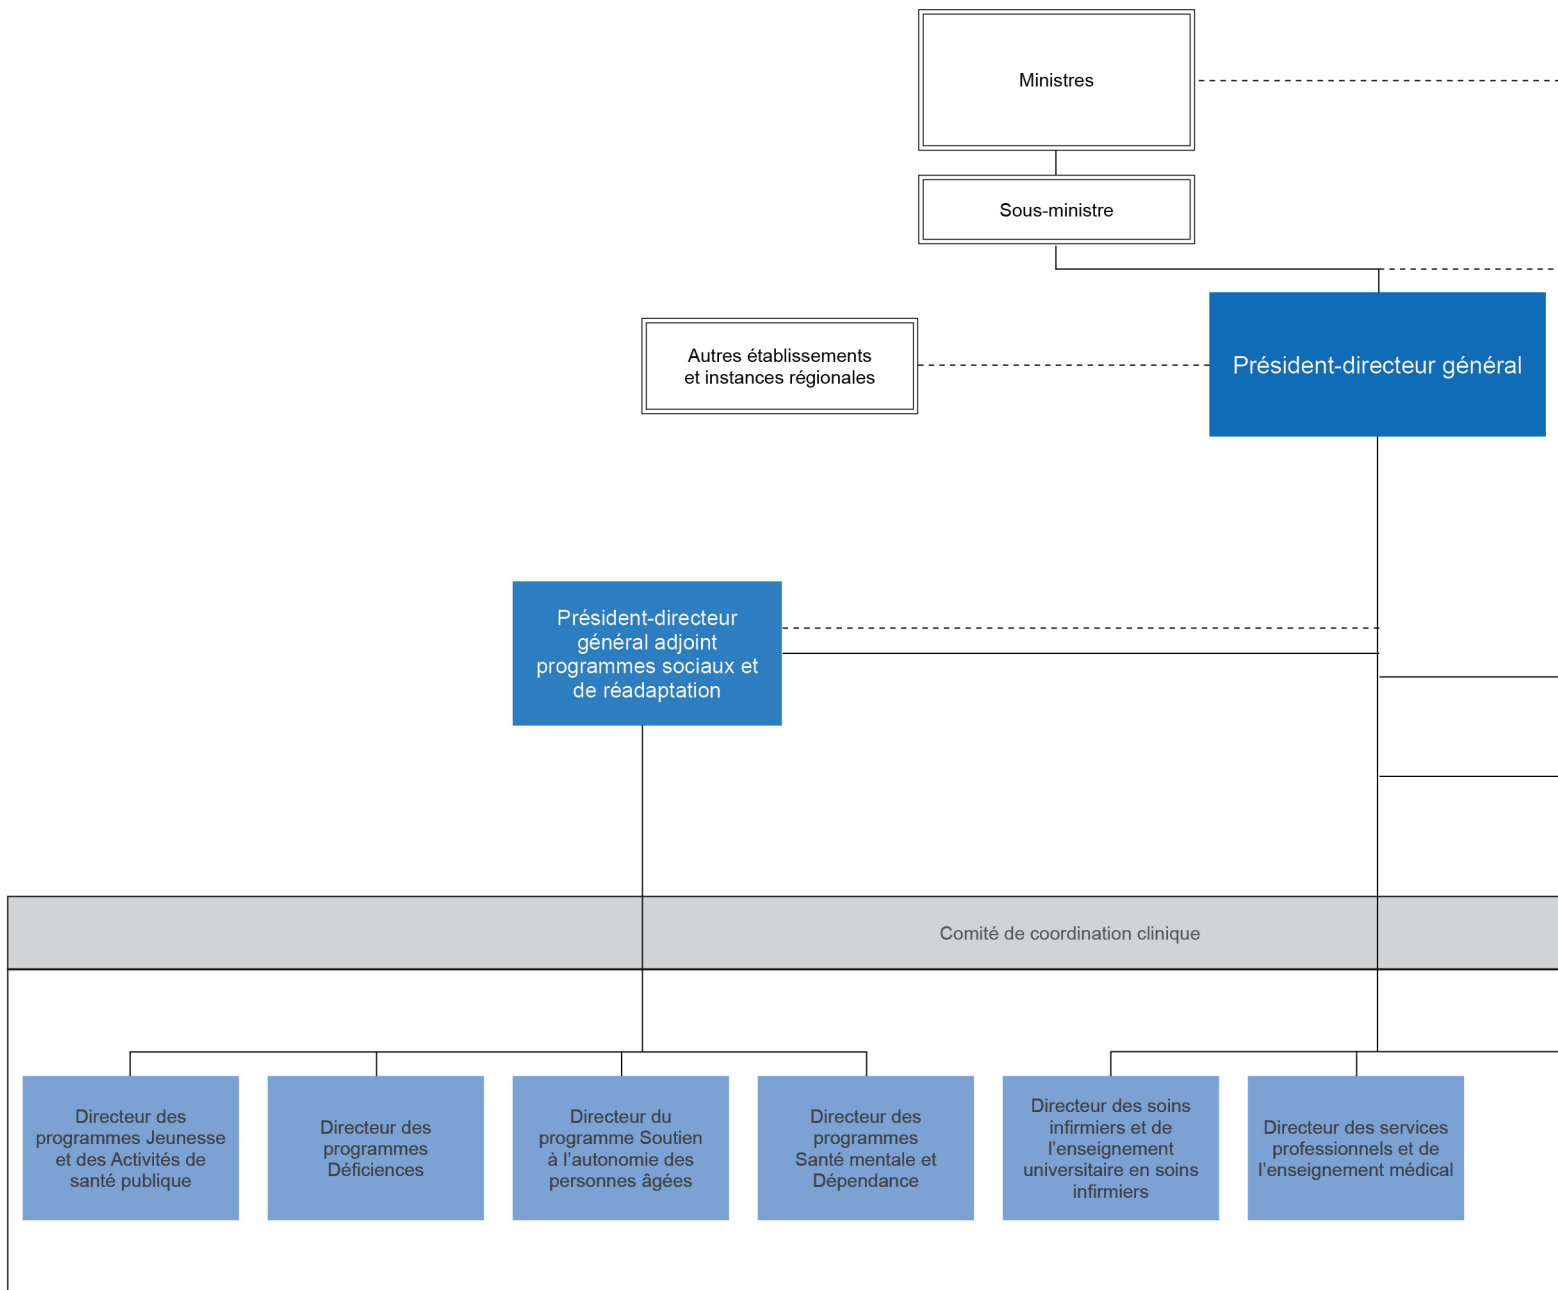 Ministres
Sous-ministre
Autres établissements
et instances régionales
Président-directeur général
Président-directeur
général adjoint
programmes sociaux et
de réadaptation
Comité de coordination clinique
Directeur des
programmes Jeunesse
et des Activités de
santé publique
Directeur des
programmes
Déficiences
Directeur du
programme Soutien
à l’autonomie des
personnes âgées
Directeur des
programmes
Santé mentale et
Dépendance
Directeur des soins
infirmiers et de
l’enseignement
universitaire en soins
infirmiers
Directeur des services
professionnels et de
l’enseignement médical